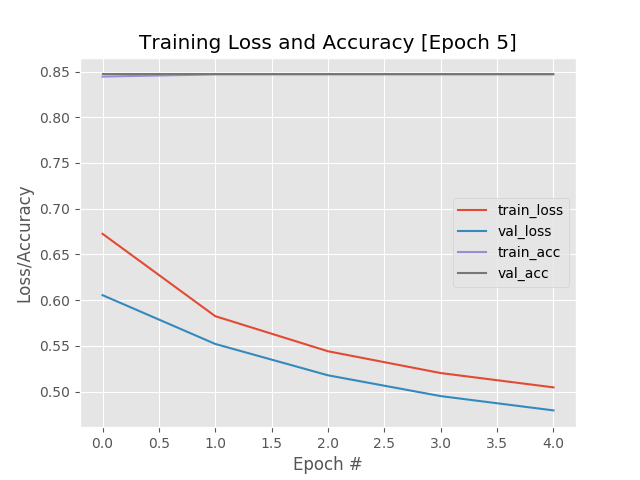 Training Loss and Accuracy [Epoch 5]
0.85
0.80
0.75
0.70
0.65
0.60
0.55
0.50
Loss/Accuracy
train_loss
val_loss
train_acc
val_acc
0.0 0.5 1.0 1.5 2.0 2.5 3.0 3.5 4.0
Epoch #